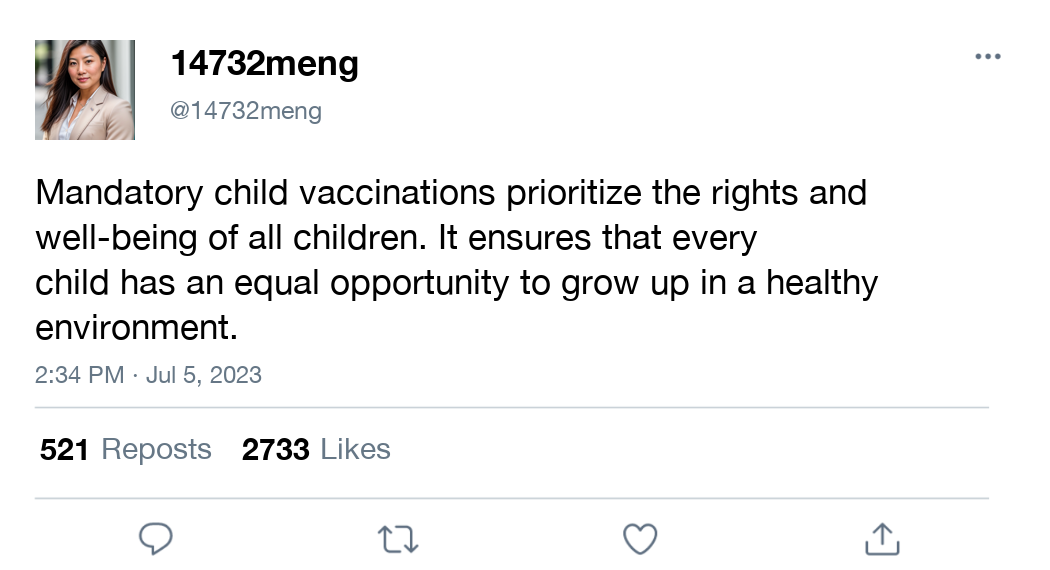 14732meng
@14732meng
Mandatory child vaccinations prioritize the rights and
well-being of all children. It ensures that every
child has an equal opportunity to grow up in a healthy
environment.
2:34 PM · Jul 5, 2023
521 Reposts 2733 Likes